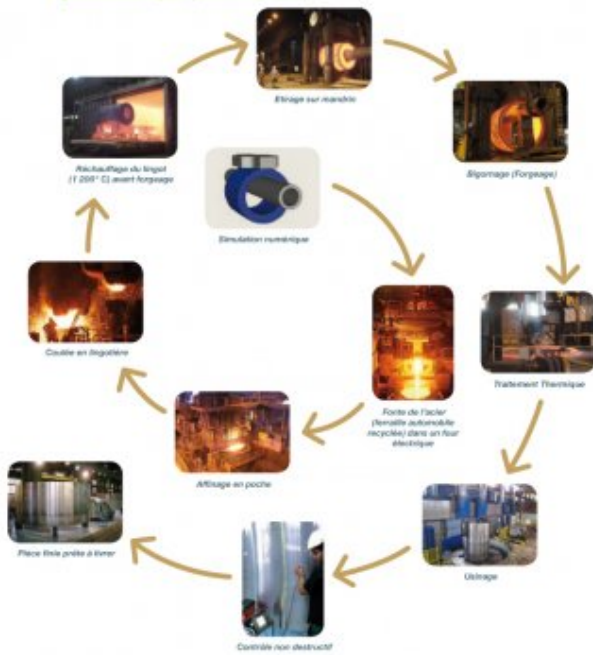 Etirage sur mandrin
Réchauffage du lingot
(1 200° C) avant forgeage
Bigornage (Forgeage)
Simulation numérique
Coulée en lingotière
Traitement Thermique
Fonte de l'acier
(ferraille automobile
recyclée) dans un four
électrique
Affinage en poche
Pièce finie prête à livrer
Usinage
Contrôle non destructif